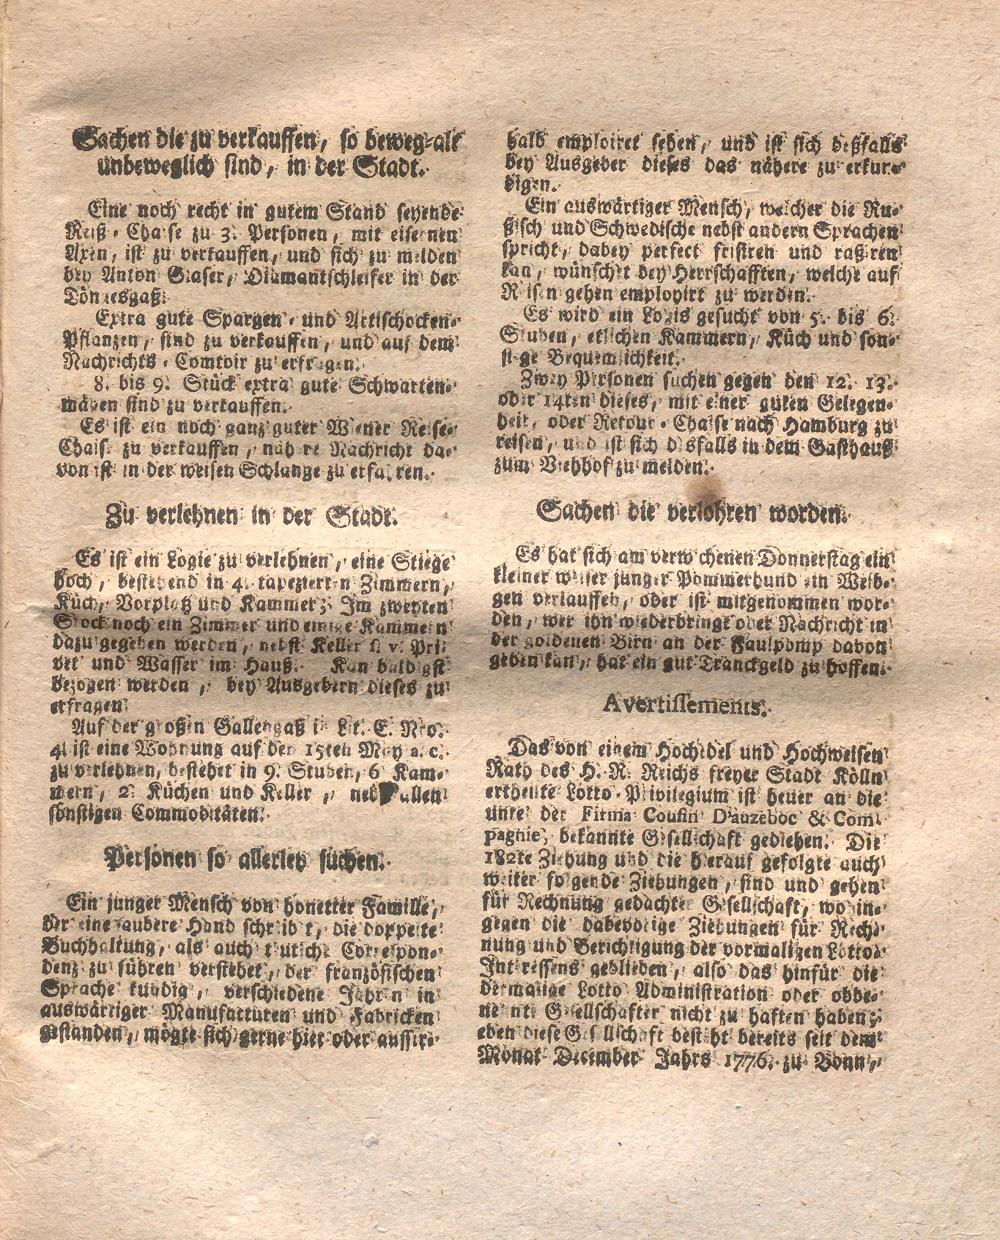 Sachen die zu verkauffen, so beweg-als
unbeweglich sind, in der Stadt.
Eine noch recht in gutem Stand seyende
Reiß-Chaise zu 3. Personen, mit eisernen
Axen, ist zu verkauffen, und sich zu melden
bey Anton Glaser, Diamantschleifer in der
Töngesgaß.
Extra gute Spargen- und Artischocken-
Pflanzen, sind zu verkauffen, und auf dem
Nachrichts-Comtoir zu erfragen.
8. bis 9. Stück extra gute Schwarten-
mägen sind zu verkauffen.
Es ist ein noch ganz guter Wiener Reise-
Chaise zu verkauffen, nähere Nachricht da-
von ist in der weisen Schlange zu erfahren.
Zu verlehnen in der Stadt.
Es ist ein Logie zu verlehnen, eine Stiege
hoch, bestehend in 4. tapezierten Zimmern,
Küch, Vorplatz und Kammer; Im zweyten
Stock noch ein Zimmer und einige Kammern
dazu gegeben werden, nebst Keller s. v. Pri-
vet und Wasser im Hauß. Kan baldigst
bezogen werden, bey Ausgebern dieses zu
erfragen.
Auf der großen Gallengaß in Lit. E. Nro.
41 ist eine Wohnung auf den 15ten May a. c.
zu verlehnen, bestehet in 9. Stuben, 6 Kam-
mern, 2. Küchen und Keller, nebst allen
sonstigen Commoditäten.
Personen so allerley suchen.
Ein junger Mensch von honetter Familie,
der eine saubere Hand schreibt, die doppelte
Buchhaltung, als auch teutsche Correspon-
denz zu führen verstehet, der französischen
Sprache kundig, verschiedene Jahren in
auswärtiger Manufacturen und Fabricken
gestanden, mögte sich gerne hier oder ausser-
halb emploiret sehen, und ist sich deßfalls
bey Ausgeber dieses das nähere zu erkun-
digen.
Ein auswärtiger Mensch, welcher die Ru-
ßisch und Schwedische nebst andern Sprachen
spricht, dabey perfect frisiren und raßiren
kan, wünschet bey Herrschafften, welche auf
Reisen gehen employirt zu werden.
Es wird ein Logis gesucht von 5. bis 6.
Stuben, etlichen Kammern, Küch und son-
stige Bequemlichkeit.
Zwey Personen suchen gegen den 12. 13.
oder 14ten dieses, mit einer guten Gelegen-
heit, oder Retour-Chaise nach Hamburg zu
reisen, und ist sich disfalls in dem Gasthauß
zum Viehhof zu melden.
Sachen die verlohren worden.
Es hat sich am verwichenen Donnerstag ein
kleiner weiser junger Pommerhund ein Weib-
gen verlauffen, oder ist mitgenommen wor-
den, wer ihn wiederbringt oder Nachricht in
der goldenen Birn an der Faulpomp davon
geben kan, hat ein gut Tranckgeld zu hoffen.
Avertissements.
Das von einem Hochedel und Hochweisen
Rath des H. R. Reichs freyer Stadt Kölln
ertheilte Lotto-Privilegium ist heuer an die
unter der Firma Cousin D'auzeboc & Com-
pagnie, bekannte Gesellschaft gediehen. Die
182te Ziehung und die hierauf gefolgte auch
weiter folgende Ziehungen, sind und gehen
für Rechnung gedachter Gesellschaft, wo in-
gegen die dabevorige Ziehungen für Rech-
nung und Berichtigung der vormaligen Lotto-
Interessens geblieben, also das hinfür die
dermalige Lotto Administration oder obbe-
nente Gesellschafter nicht zu haften haben;
eben diese Gesellschaft besteht bereits seit dem
Monat December Jahrs 1776. zu Bonn,